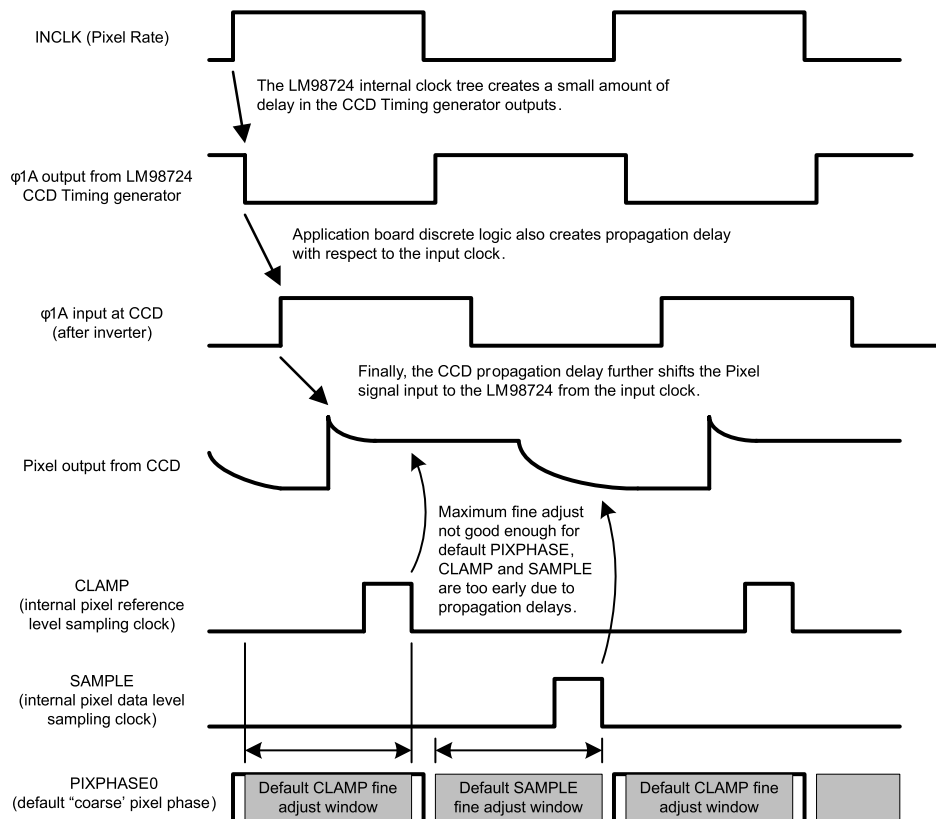 INCLK (Pixel Rate)
The LM98724 internal clock tree creates a small amount of
delay in the CCD Timing generator outputs.
φ1A output from LM98724
CCD Timing generator
Application board discrete logic also creates propagation delay
with respect to the input clock.
φ1A input at CCD
(after inverter)
Finally, the CCD propagation delay further shifts the Pixel
signal input to the LM98724 from the input clock.
Pixel output from CCD
Maximum fine adjust
not good enough for
default PIXPHASE,
CLAMP and SAMPLE
are too early due to
propagation delays.
CLAMP
(internal pixel reference
level sampling clock)
SAMPLE
(internal pixel data level
sampling clock)
PIXPHASE0
(default “coarse’ pixel phase)
Default CLAMP fine
adjust window
Default SAMPLE
fine adjust window
Default CLAMP fine
adjust window